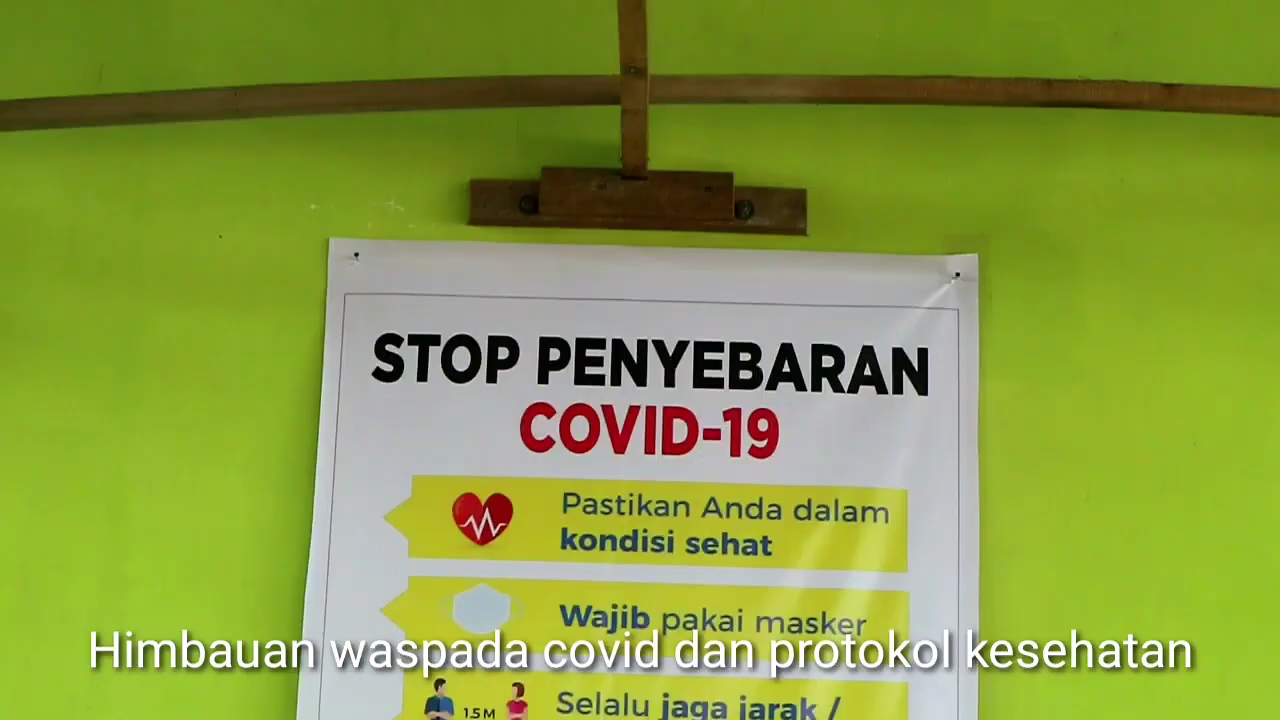 STOP PENYEBARAN
COVID-19
Pastikan Anda dalam
kondisi sehat
Wajib pakai masker
Himbauan waspada covid dan protokol kesehatan
1.5 M
Selalu jaga jarak /